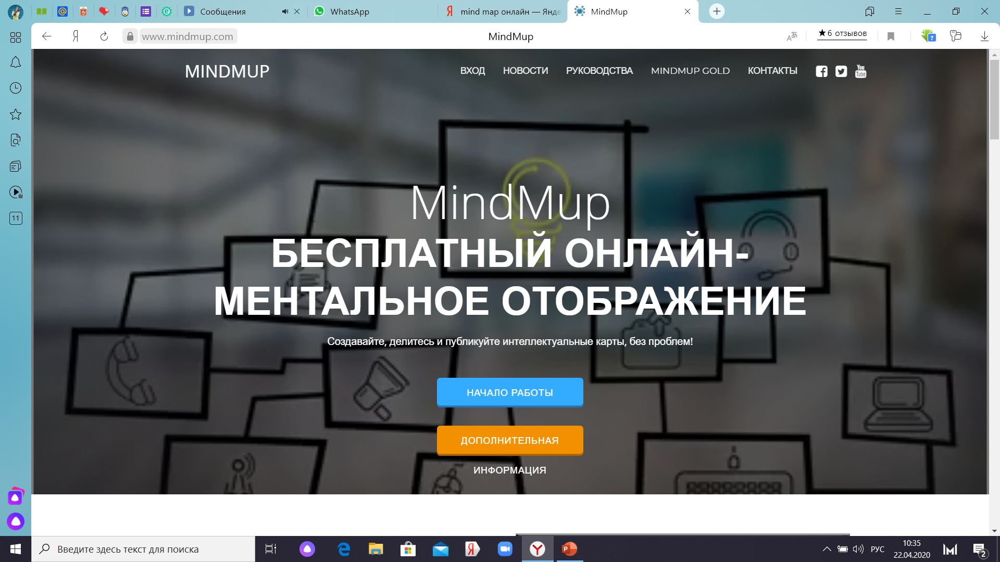 Сообщения
WhatsApp
mind map онлайн — Янде
MindMup
www.mindmup.com
MindMup
★6 отзывов
11
MINDMUP
ВХОД НОВОСТИ РУКОВОДСТВА MINDMUP GOLD КОНТАКТЫ
You
Tube
MindMup
БЕСПЛАТНЫЙ ОНЛАЙН-
МЕНТАЛЬНОЕ ОТОБРАЖЕНИЕ
Создавайте, делитесь и публикуйте интеллектуальные карты, без проблем!
НАЧАЛО РАБОТЫ
ДОПОЛНИТЕЛЬНАЯ
ИНФОРМАЦИЯ
Введите здесь текст для поиска
РУС
10:35
22.04.2020
2